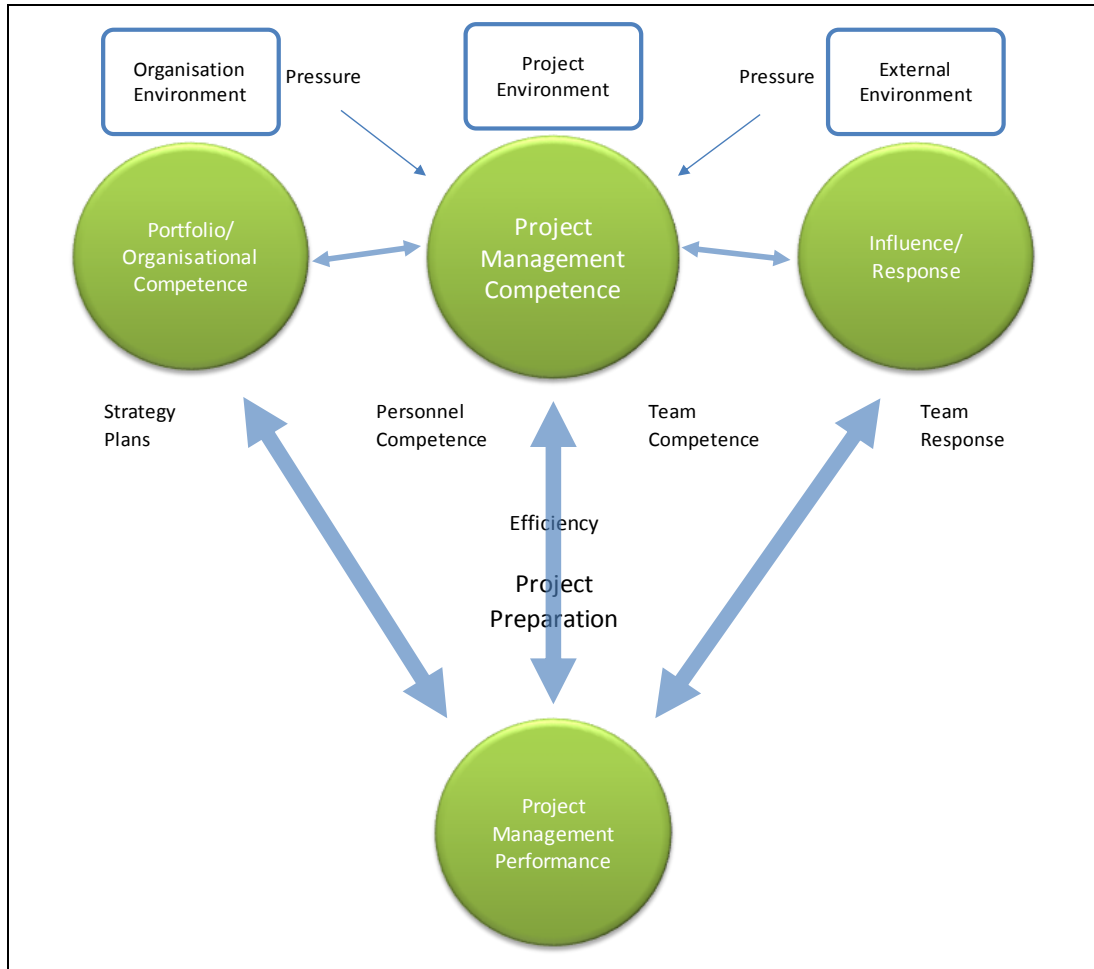 Organisation
Environment
Pressure
Project
Environment
Pressure
External
Environment
Portfolio/
Organisational
Competence
Project
Management
Competence
Influence/
Response
Strategy
Plans
Personnel
Competence
Team
Competence
Team
Response
Efficiency
Project
Preparation
Project
Management
Performance